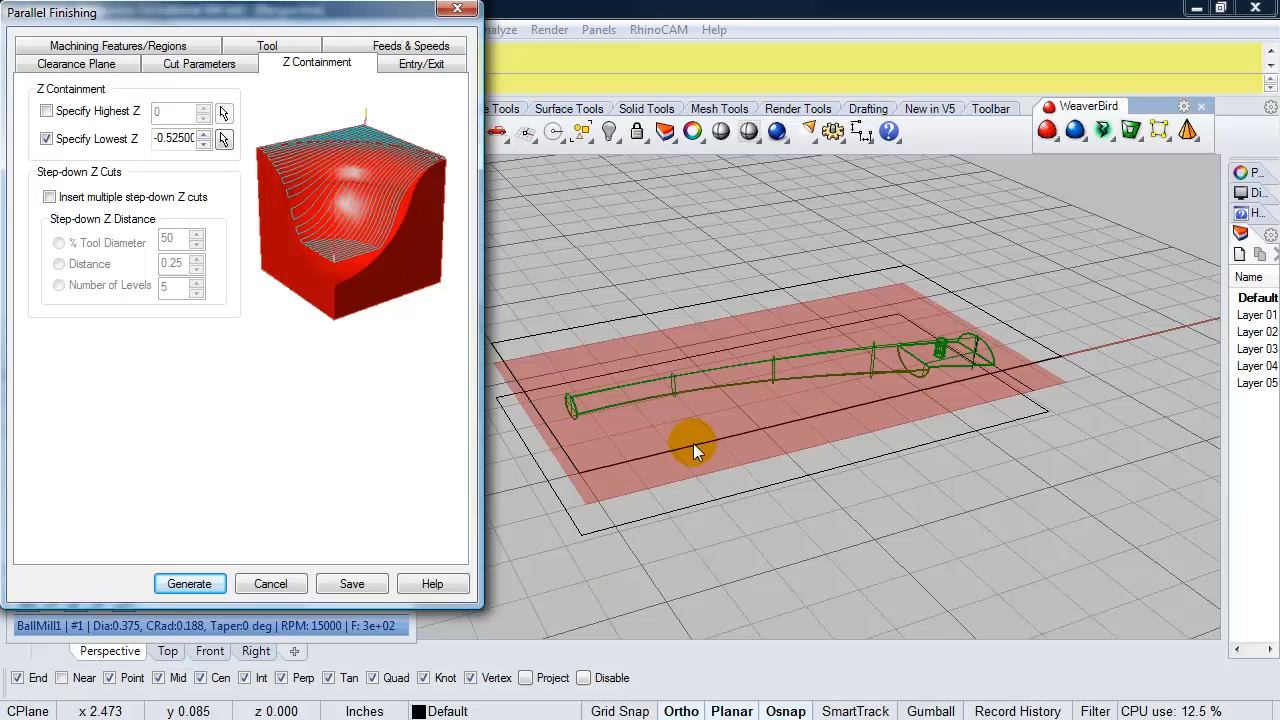 Parallel Finishing
Machining Features/Regions
Tool
Feeds & Speeds
Clearance Plane
Cut Parameters
Z Containment
Entry/Exit
Z Containment
Specify Highest Z
0
Specify Lowest Z
-0.5250
Step-down Z Cuts
Insert multiple step-down Z cuts
Step-down Z Distance
% Tool Diameter
50
Distance
0.25
Number of Levels
5
Generate
Cancel
Save
Help
alyze Render Panels RhinoCAM Help
e Tools Surface Tools Solid Tools Mesh Tools Render Tools Drafting New in V5 Toolbar
WeaverBird
P...
Di...
H...
Name
Default
Layer 01
Layer 02
Layer 03
Layer 04
Layer 05
BallMill1 | #1 | Dia:0.375, CRad:0.188, Taper:0 deg | RPM: 15000 | F: 3e+02
Perspective Top Front Right
End Near Point Mid Cen Int Perp Tan Quad Knot Vertex Project Disable
CPlane x 2.473 y 0.085 z 0.000 Inches Default Grid Snap Ortho Planar Osnap SmartTrack Gumball Record History Filter CPU use: 12.5 %